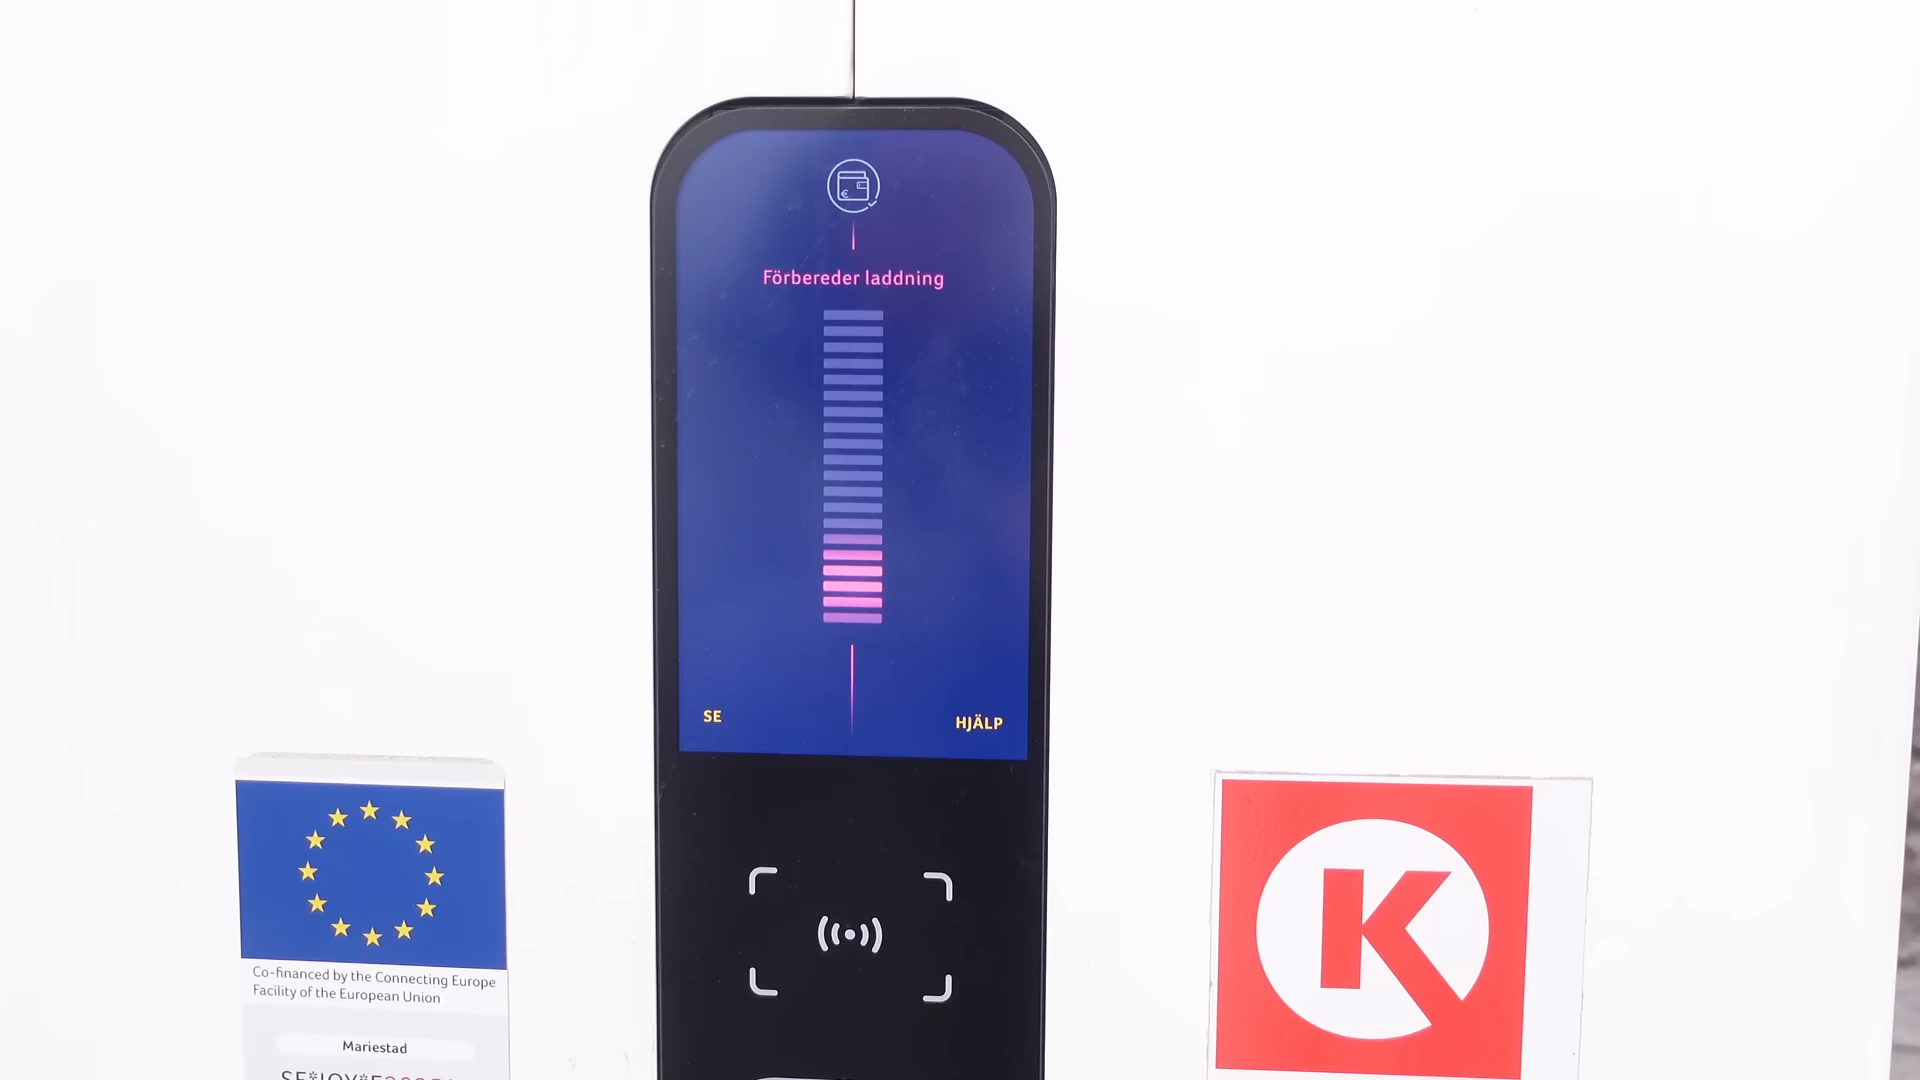 Förbereder laddning
SE
HJÄLP
Co-financed by the Connecting Europe
Facility of the European Union
Mariestad
K